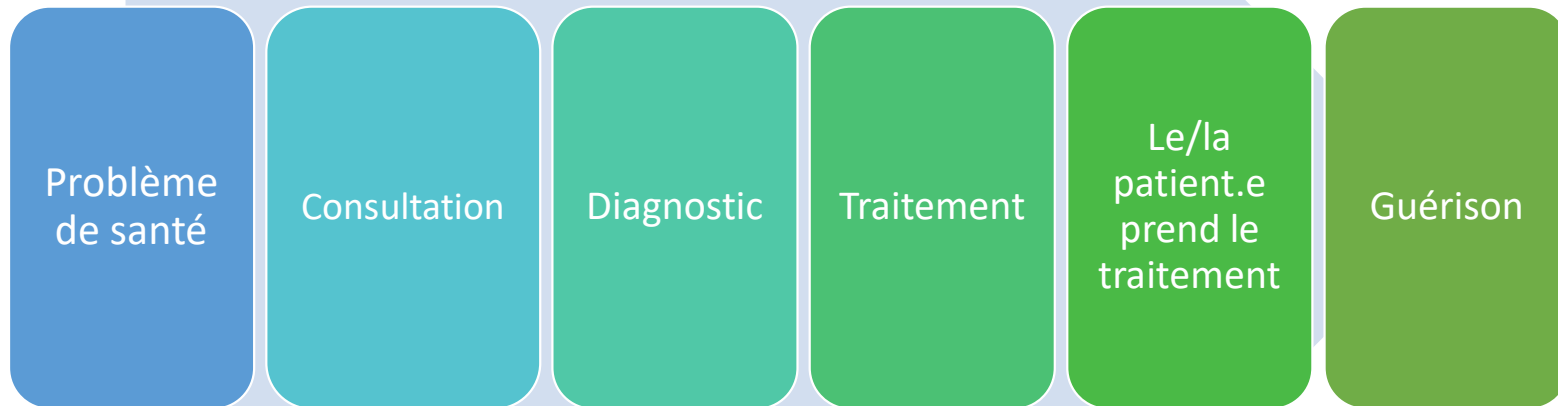 Problème
de santé
Consultation
Diagnostic
Traitement
Le/la
patient.e
prend le
traitement
Guérison